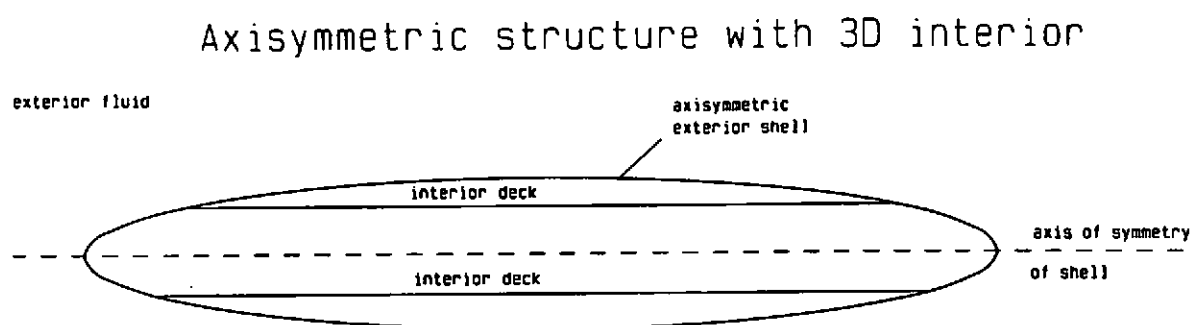 Axisymmetric structure with 3D interior
exterior fluid
axisymmetric
exterior shell
interior deck
axis of symmetry
of shell
interior deck